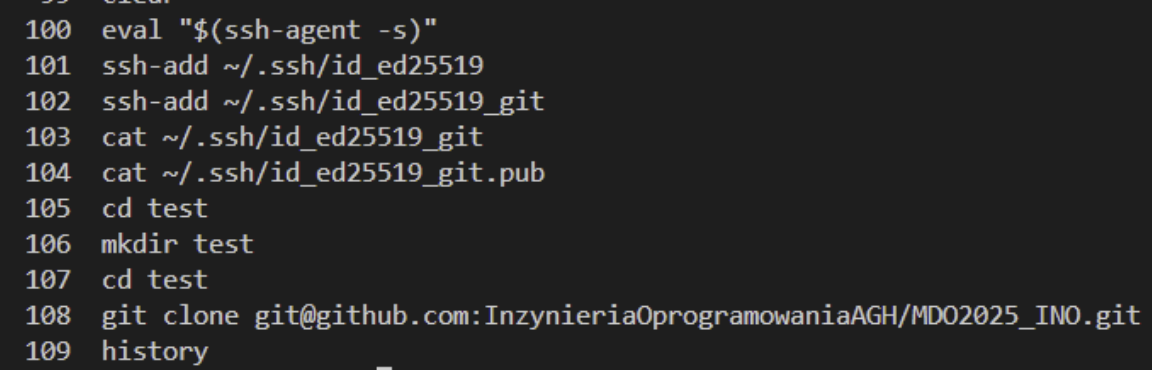 99 clear
100 eval "$(ssh-agent -s)"
101 ssh-add ~/.ssh/id_ed25519
102 ssh-add ~/.ssh/id_ed25519_git
103 cat ~/.ssh/id_ed25519_git
104 cat ~/.ssh/id_ed25519_git.pub
105 cd test
106 mkdir test
107 cd test
108 git clone git@github.com:InzynieriaOprogramowaniaAGH/MDO2025_INO.git
109 history